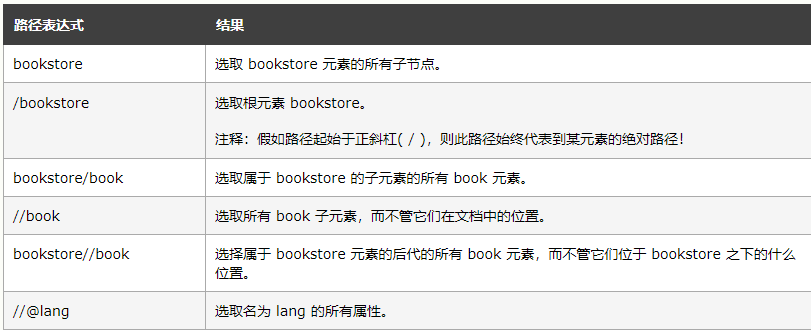 路径表达式 结果
bookstore 选取 bookstore 元素的所有子节点。
/bookstore 选取根元素 bookstore。
注释：假如路径起始于正斜杠( / )，则此路径始终代表到某元素的绝对路径！
bookstore/book 选取属于 bookstore 的子元素的所有 book 元素。
//book 选取所有 book 子元素，而不管它们在文档中的位置。
bookstore//book 选择属于 bookstore 元素的后代的所有 book 元素，而不管它们位于 bookstore 之下的什么
位置。
//@lang 选取名为 lang 的所有属性。